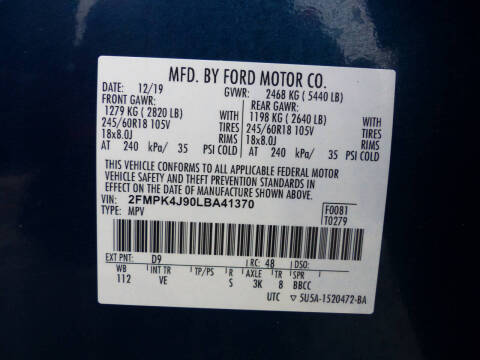 MFD. BY FORD MOTOR CO.
DATE: 12/19 GVWR: 2468 KG ( 5440 LB)
FRONT GAWR: REAR GAWR:
1279 KG ( 2820 LB) 1198 KG ( 2640 LB)
245/60R18 105V TIRES 245/60R18 105V TIRES
18x8.0J RIMS 18x8.0J RIMS
AT 240 kPa/ 35 PSI COLD AT 240 kPa/ 35 PSI COLD
THIS VEHICLE CONFORMS TO ALL APPLICABLE FEDERAL MOTOR
VEHICLE SAFETY AND THEFT PREVENTION STANDARDS IN
EFFECT ON THE DATE OF MANUFACTURE SHOWN ABOVE.
VIN: 2FMPK4J90LBA41370 F0081
TYPE: MPV T0279
EXT PNT: D9 RC: 48 DSO:
WB INT TR TP/PS R AXLE TR SPR
112 VE S 3K 8 BBCC
UTC ▽ 5U5A-1520472-BA